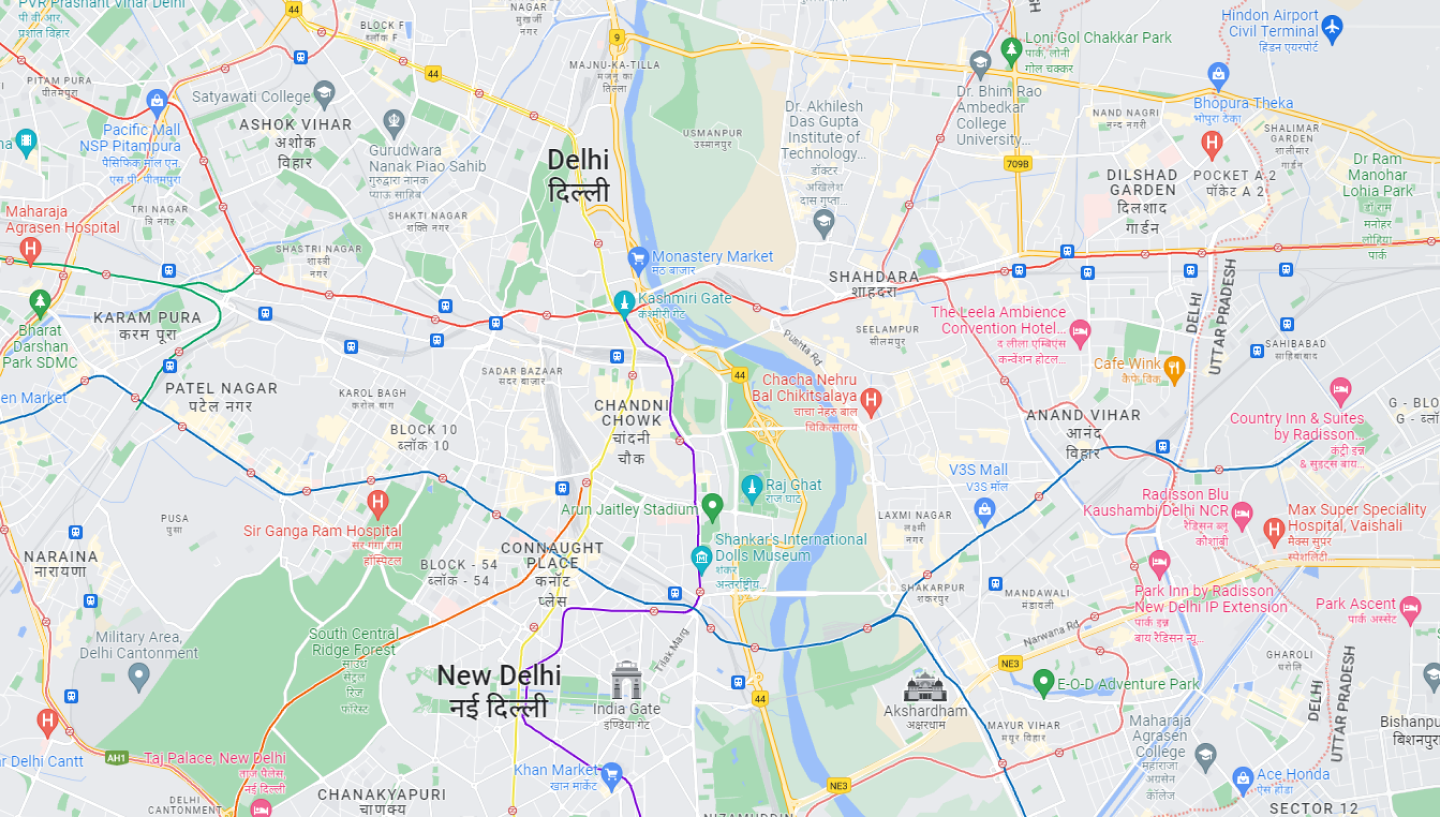 PVR Prashant Vihar Delhi
पी वी आर,
प्रशांत विहार
44
BLOCK F
ब्लॉक F
NAGAR
मुखर्जी
नगर
9
MAJNU-KA-TILLA
मजनू का
टिल्ला
44
Loni Gol Chakkar Park
पार्क, लोनी
गोल चक्कर
Hindon Airport
Civil Terminal
हिंडन एयरपोर्ट
PITAM PURA
पीतमपुरा
Satyawati College
ASHOK VIHAR
अशोक
विहार
Pacific Mall
NSP Pitampura
पैसिफिक मॉल एन
एस पी. पीतमपुरा
Gurudwara
Nanak Piao Sahib
गुरुद्वारा नानक
प्याऊ साहिब
USMANPUR
उस्मानपुर
Dr. Akhilesh
Das Gupta
Institute of
Technology...
डॉक्टर
अखिलेश
दास गुप्ता...
Dr. Bhim Rao
Ambedkar
College
University...
709B
Bhopura Theka
भोपुरा ठेका
NAND NAGRI
नन्द नगरी
SHALIMAR
GARDEN
शालीमार
गार्डन
Delhi
दिल्ली
DILSHAD
GARDEN
दिलशाद
गार्डन
POCKET A 2
पॉकेट A 2
Dr Ram
Manohar
Lohia Park
डॉ राम
मनोहर
लोहिया
पार्क
Maharaja
Agrasen Hospital
TRI NAGAR
त्रि नगर
SHAKTI NAGAR
शक्ति नगर
SHASTRI NAGAR
शास्त्री
नगर
Monastery Market
मठ बाजार
SHAHDARA
शाहदरा
Kashmiri Gate
कश्मीरी गेट
DELHI
UTTAR PRADESH
KARAM PURA
करम पूरा
Bharat
Darshan
Park SDMC
SEELAMPUR
सीलमपुर
Pushta Rd
The Leela Ambience
Convention Hotel...
द लीला एम्बिएंस
कन्वेंशन होटल...
SAHIBABAD
साहिबाबाद
Cafe Wink
कैफे विंक
en Market
PATEL NAGAR
पटेल नगर
KAROL BAGH
करोल बाग
SADAR BAZAAR
सदर बाजार
44
Chacha Nehru
Bal Chikitsalaya
चाचा नेहरु बाल
चिकित्सालय
CHANDNI
CHOWK
चांदनी
चौक
BLOCK 10
ब्लॉक 10
ANAND VIHAR
आनंद
विहार
Country Inn & Suites
by Radisson...
कंट्री इन्न
& सुइट्स बाय...
G - BLO
G - ब्लॉ
V3S Mall
V3S मॉल
Raj Ghat
राज घाट
Arun Jaitley Stadium
Radisson Blu
Kaushambi Delhi NCR
रैडिसन ब्लू
कौशांबी
Max Super Speciality
Hospital, Vaishali
मैक्स सुपर
स्पेशलिटी
PUSA
पुसा
Sir Ganga Ram Hospital
सर गंगा राम
हॉस्पिटल
LAXMI NAGAR
लक्ष्मी
नगर
Shankar's International
Dolls Museum
शंकर
अन्तर्राष्ट्रीय
CONNAUGHT
PLACE
कनॉट
प्लेस
NARAINA
नारायणा
BLOCK - 54
ब्लॉक - 54
SHAKARPUR
शकरपुर
MANDAWALI
मंडावली
Park Inn by Radisson
New Delhi IP Extension
पार्क इन्न
बाय रैडिसन न्यू...
Park Ascent
पार्क अस्सेंट
Military Area,
Delhi Cantonment
South Central
Ridge Forest
साउथ
सेंट्रल
रिज
फॉरेस्ट
Tilak Marg
Narwana Rd
NE3
GHAROLI
घरोलि
New Delhi
नई दिल्ली
India Gate
इण्डिया गेट
44
Akshardham
अक्षरधाम
E-O-D Adventure Park
DELHI
UTTAR PRADESH
MAYUR VIHAR
मयूर विहार
Maharaja
Agrasen
College
महाराजा
अग्रसेन
कॉलेज
Bishanpu
बिशनपुरा
r Delhi Cantt
AH1
Taj Palace, New Delhi
ताज पैलेस,
नई दिल्ली
Khan Market
खान मार्केट
NE3
Ace Honda
ऐस होंडा
DELHI
CANTONMENT
CHANAKYAPURI
चाणक्य
NIZAMUDDIN
SECTOR 12